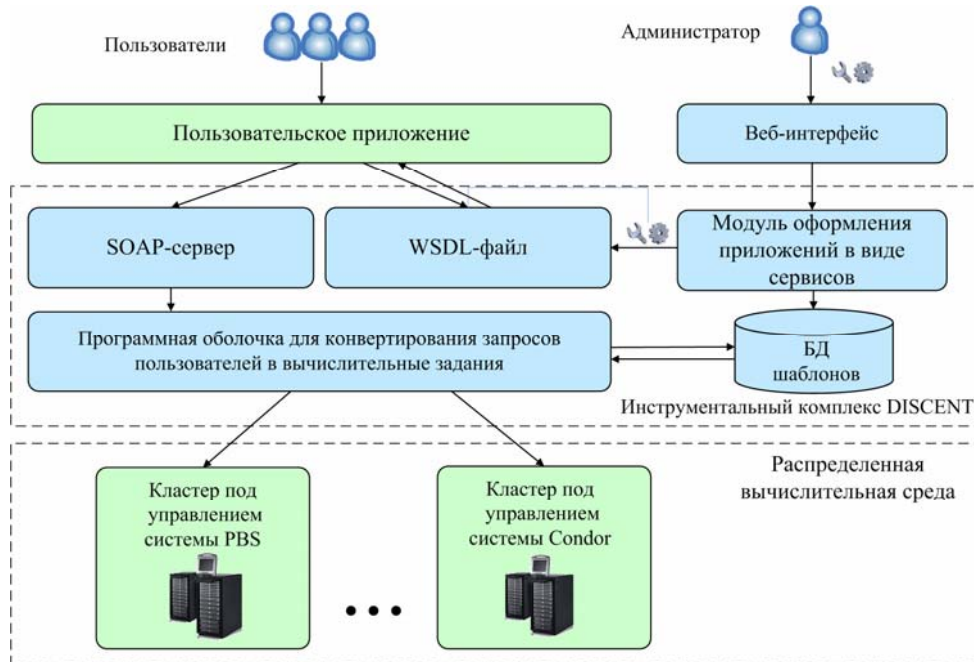 Пользователи
Администратор
Пользовательское приложение
Веб-интерфейс
SOAP-сервер
WSDL-файл
Модуль оформления
приложений в виде
сервисов
Программная оболочка для конвертирования запросов
пользователей в вычислительные задания
БД
шаблонов
Инструментальный комплекс DISCENT
Распределенная
вычислительная среда
Кластер под
управлением
системы PBS
Кластер под
управлением
системы Condor